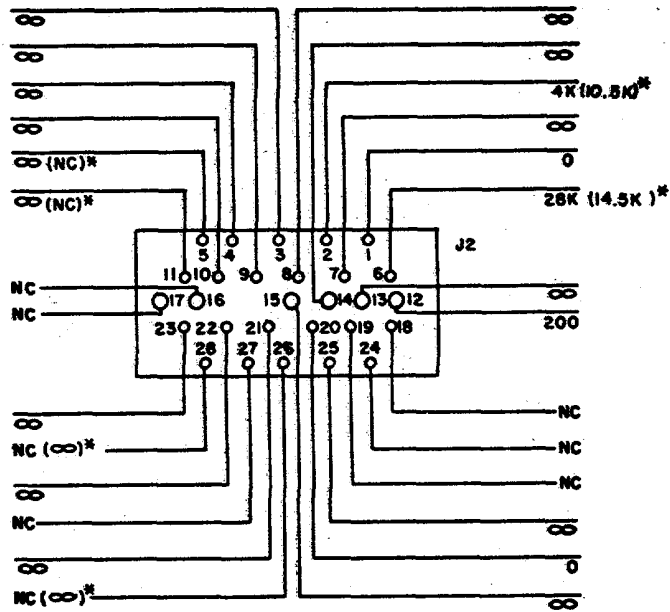 ∞ ∞
∞ ∞
∞ 4K(10.5K)*
∞ ∞
∞ (NC)* 0
∞ (NC)* 28K (14.5K)*
5 4 3 2 1 J2
11 10 9 8 7 6
NC ∞
17 16 15 14 13 12
NC 200
23 22 21 20 19 18
28 27 26 25 24
∞ NC
NC (∞)* NC
∞ NC
NC ∞
∞ 0
NC (∞)* ∞